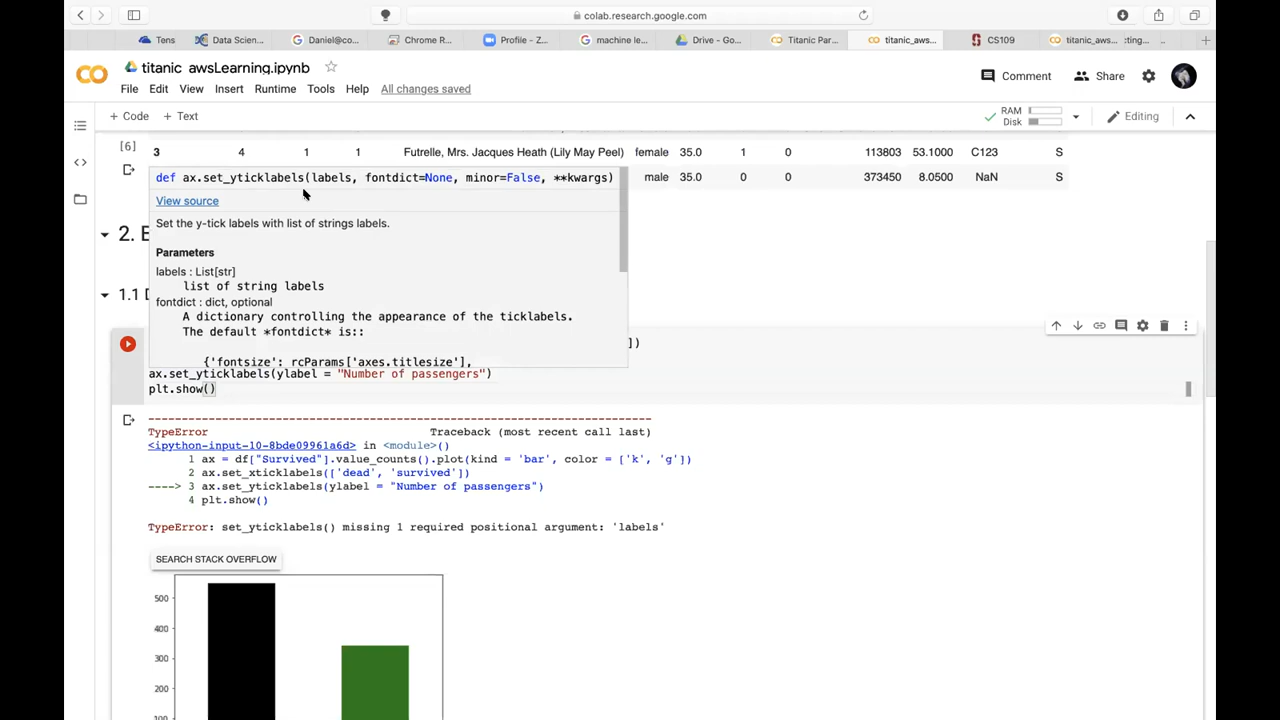 colab.research.google.com
Tens
Data Scien...
Daniel@co...
Chrome R...
Profile - Z...
machine le...
Drive - Go...
Titanic Par...
titanic_aws...
CS109
titanic_aws...
:ting...
titanic_awsLearning.ipynb
Comment
Share
File Edit View Insert Runtime Tools Help All changes saved
+ Code + Text
RAM
Disk
Editing
[6]
3 4 1 1 Futrelle, Mrs. Jacques Heath (Lily May Peel) female 35.0 1 0 113803 53.1000 C123 S
male 35.0 0 0 373450 8.0500 NaN S
def ax.set_yticklabels(labels, fontdict=None, minor=False, **kwargs)
View source
Set the y-tick labels with list of strings labels.
2. E
Parameters
labels : List[str]
list of string labels
1.1 D
fontdict : dict, optional
A dictionary controlling the appearance of the ticklabels.
The default *fontdict* is::
])
{'fontsize': rcParams['axes.titlesize'],
ax.set_yticklabels(ylabel = "Number of passengers")
plt.show()
---------------------------------------------------------------------------
TypeError Traceback (most recent call last)
<ipython-input-10-8bde09961a6d> in <module>()
1 ax = df["Survived"].value_counts().plot(kind = 'bar', color = ['k', 'g'])
2 ax.set_xticklabels(['dead', 'survived'])
----> 3 ax.set_yticklabels(ylabel = "Number of passengers")
4 plt.show()
TypeError: set_yticklabels() missing 1 required positional argument: 'labels'
SEARCH STACK OVERFLOW
500
400
300
200
100